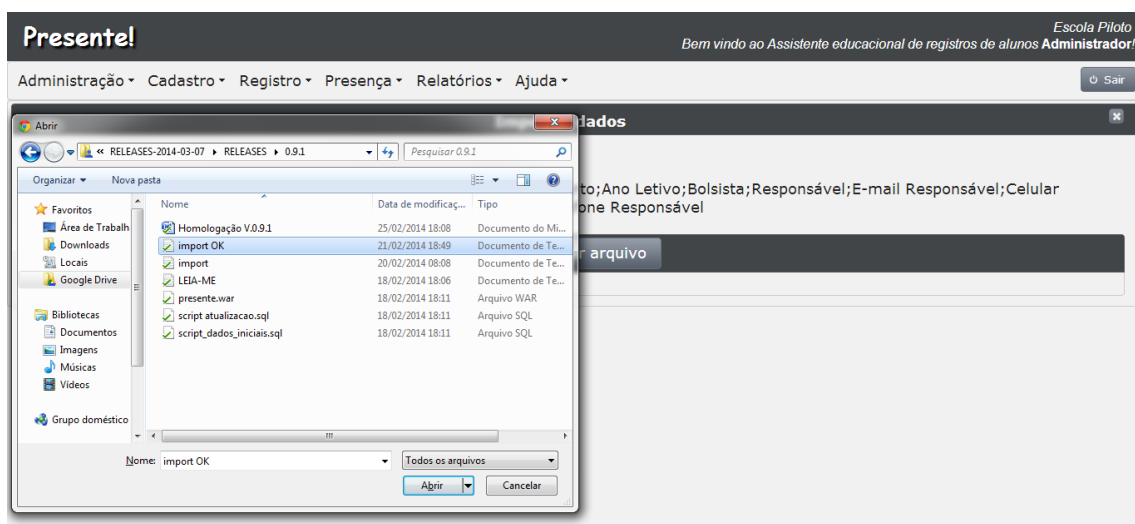 Presente!
Escola Piloto
Bem vindo ao Assistente educacional de registros de alunos Administrador!
Administração Cadastro Registro Presença Relatórios Ajuda
Sair
dados
Abrir
« RELEASES-2014-03-07 RELEASES 0.9.1
Pesquisar 0.9.1
Organizar Nova pasta
to;Ano Letivo;Bolsista;Responsável;E-mail Responsável;Celular
one Responsável
r arquivo
Favoritos
Área de Trabalh
Downloads
Locais
Google Drive
Bibliotecas
Documentos
Imagens
Músicas
Vídeos
Grupo doméstico
Nome Data de modificaç... Tipo
Homologação V.0.9.1 25/02/2014 18:08 Documento do Mi...
import OK 21/02/2014 18:49 Documento de Te...
import 20/02/2014 08:08 Documento de Te...
LEIA-ME 18/02/2014 18:06 Documento de Te...
presente.war 18/02/2014 18:11 Arquivo WAR
script atualizacao.sql 18/02/2014 18:11 Arquivo SQL
script_dados_iniciais.sql 18/02/2014 18:11 Arquivo SQL
Nome: import OK
Todos os arquivos
Abrir Cancelar